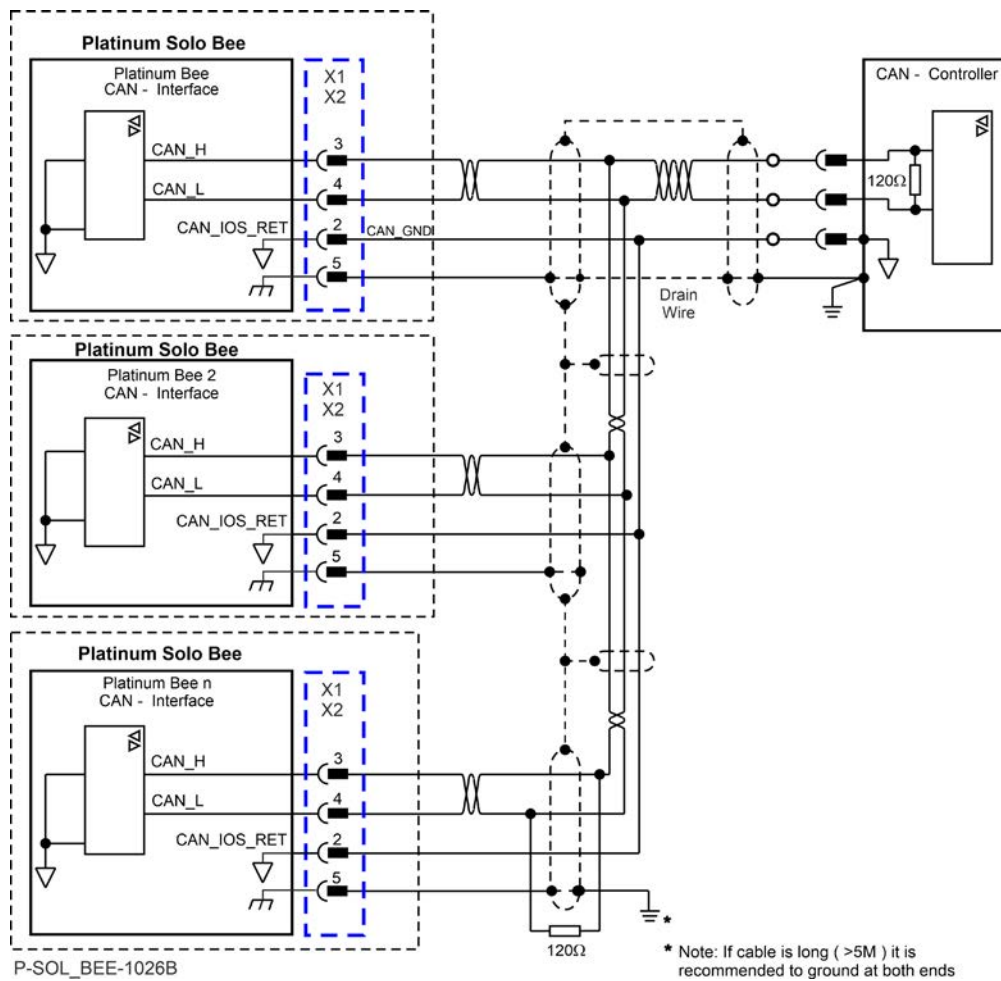 Platinum Solo Bee
Platinum Bee
CAN - Interface
X1
X2
CAN_H
3
CAN_L
4
CAN_IOS_RET
2
CAN_GND
5
CAN - Controller
120Ω
Drain
Wire
Platinum Solo Bee
Platinum Bee 2
CAN - Interface
X1
X2
CAN_H
3
CAN_L
4
CAN_IOS_RET
2
5
Platinum Solo Bee
Platinum Bee n
CAN - Interface
X1
X2
CAN_H
3
CAN_L
4
CAN_IOS_RET
2
5
120Ω
*
* Note: If cable is long ( >5M ) it is
recommended to ground at both ends
P-SOL_BEE-1026B